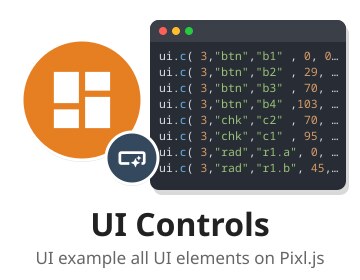 ui.c( 3,"btn","b1" , 0, 0…
ui.c( 3,"btn","b2" , 29, …
ui.c( 3,"btn","b3" , 70, …
ui.c( 3,"btn","b4" ,103, …
ui.c( 3,"chk","c2" , 70, …
ui.c( 3,"chk","c1" , 95, …
ui.c( 3,"rad","r1.a", 0, …
ui.c( 3,"rad","r1.b", 45,…
UI Controls
UI example all UI elements on Pixl.js